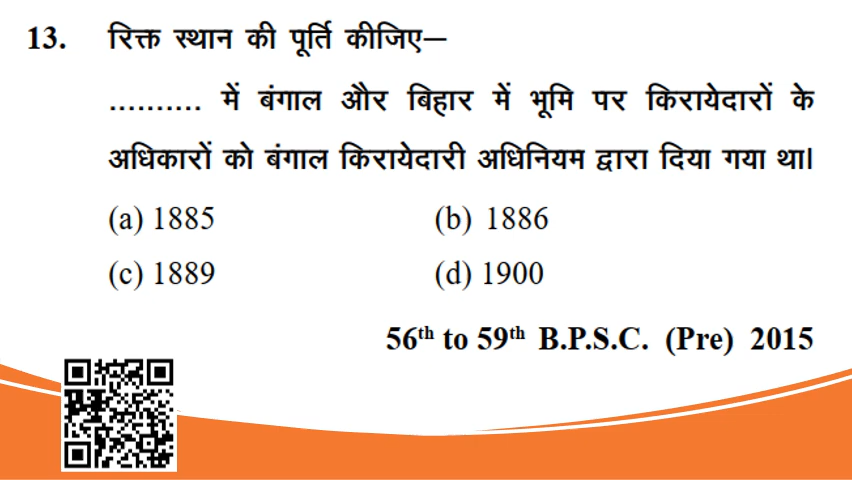 13. रिक्त स्थान की पूर्ति कीजिए—
.......... में बंगाल और बिहार में भूमि पर किरायेदारों के
अधिकारों को बंगाल किरायेदारी अधिनियम द्वारा दिया गया था।
(a) 1885 (b) 1886
(c) 1889 (d) 1900
56th to 59th B.P.S.C. (Pre) 2015